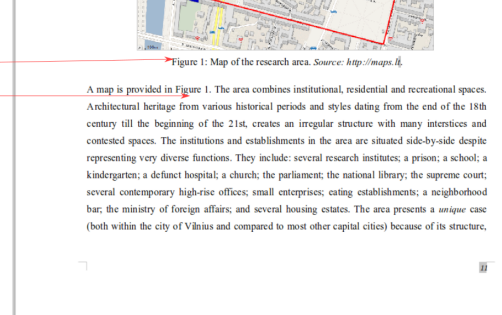 Figure 1: Map of the research area. Source: http://maps.lt.
A map is provided in Figure 1. The area combines institutional, residential and recreational spaces.
Architectural heritage from various historical periods and styles dating from the end of the 18th
century till the beginning of the 21st, creates an irregular structure with many interstices and
contested spaces. The institutions and establishments in the area are situated side-by-side despite
representing very diverse functions. They include: several research institutes; a prison; a school; a
kindergarten; a defunct hospital; a church; the parliament; the national library; the supreme court;
several contemporary high-rise offices; small enterprises; eating establishments; a neighborhood
bar; the ministry of foreign affairs; and several housing estates. The area presents a unique case
(both within the city of Vilnius and compared to most other capital cities) because of its structure,
11